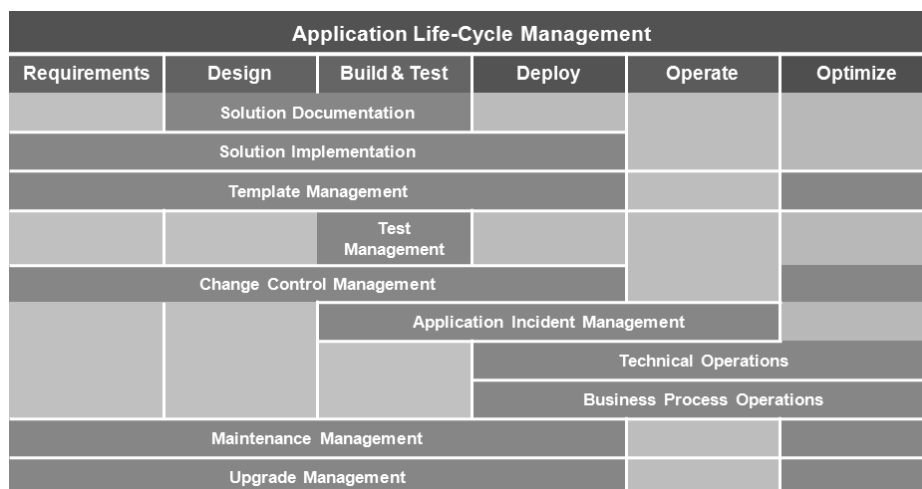 Application Life-Cycle Management
Requirements Design Build & Test Deploy Operate Optimize
Solution Documentation
Solution Implementation
Template Management
Test
Management
Change Control Management
Application Incident Management
Technical Operations
Business Process Operations
Maintenance Management
Upgrade Management